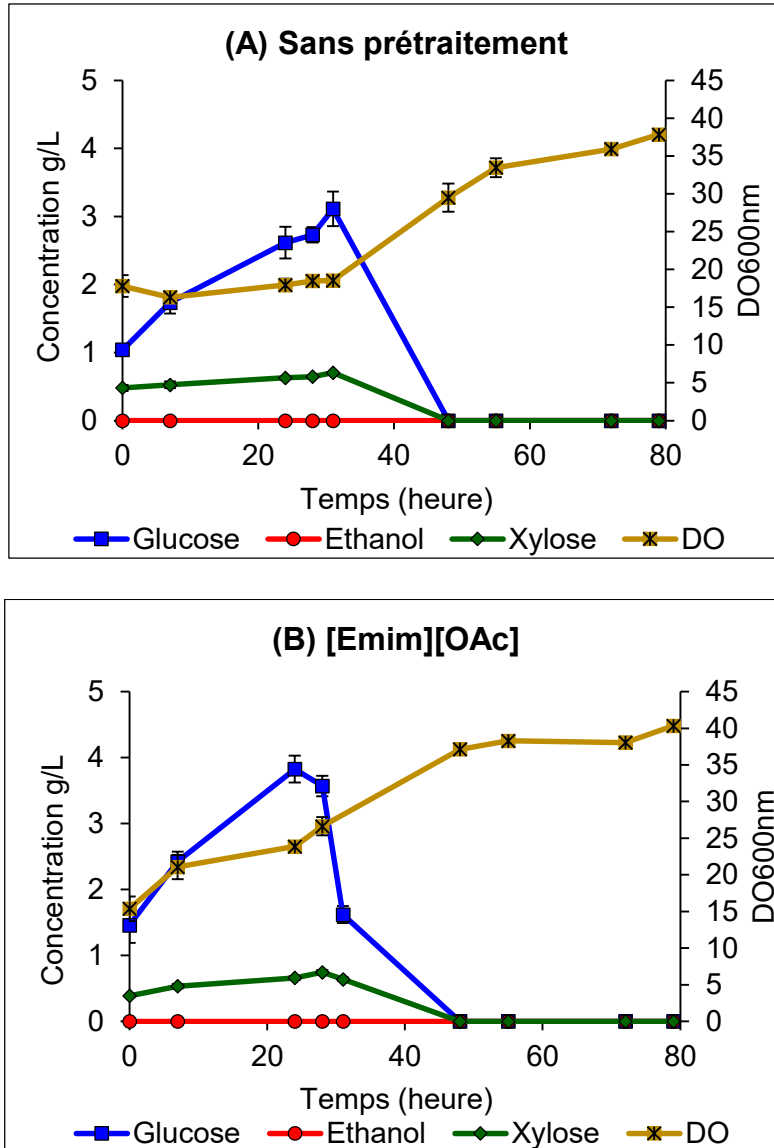 (A) Sans prétraitement
5
4
3
2
1
0
Concentration g/L
45
40
35
30
25
20
15
10
5
0
DO600nm
0 20 40 60 80
Temps (heure)
Glucose Ethanol Xylose DO
(B) [Emim][OAc]
5
4
3
2
1
0
Concentration g/L
45
40
35
30
25
20
15
10
5
0
DO600nm
0 20 40 60 80
Temps (heure)
Glucose Ethanol Xylose DO